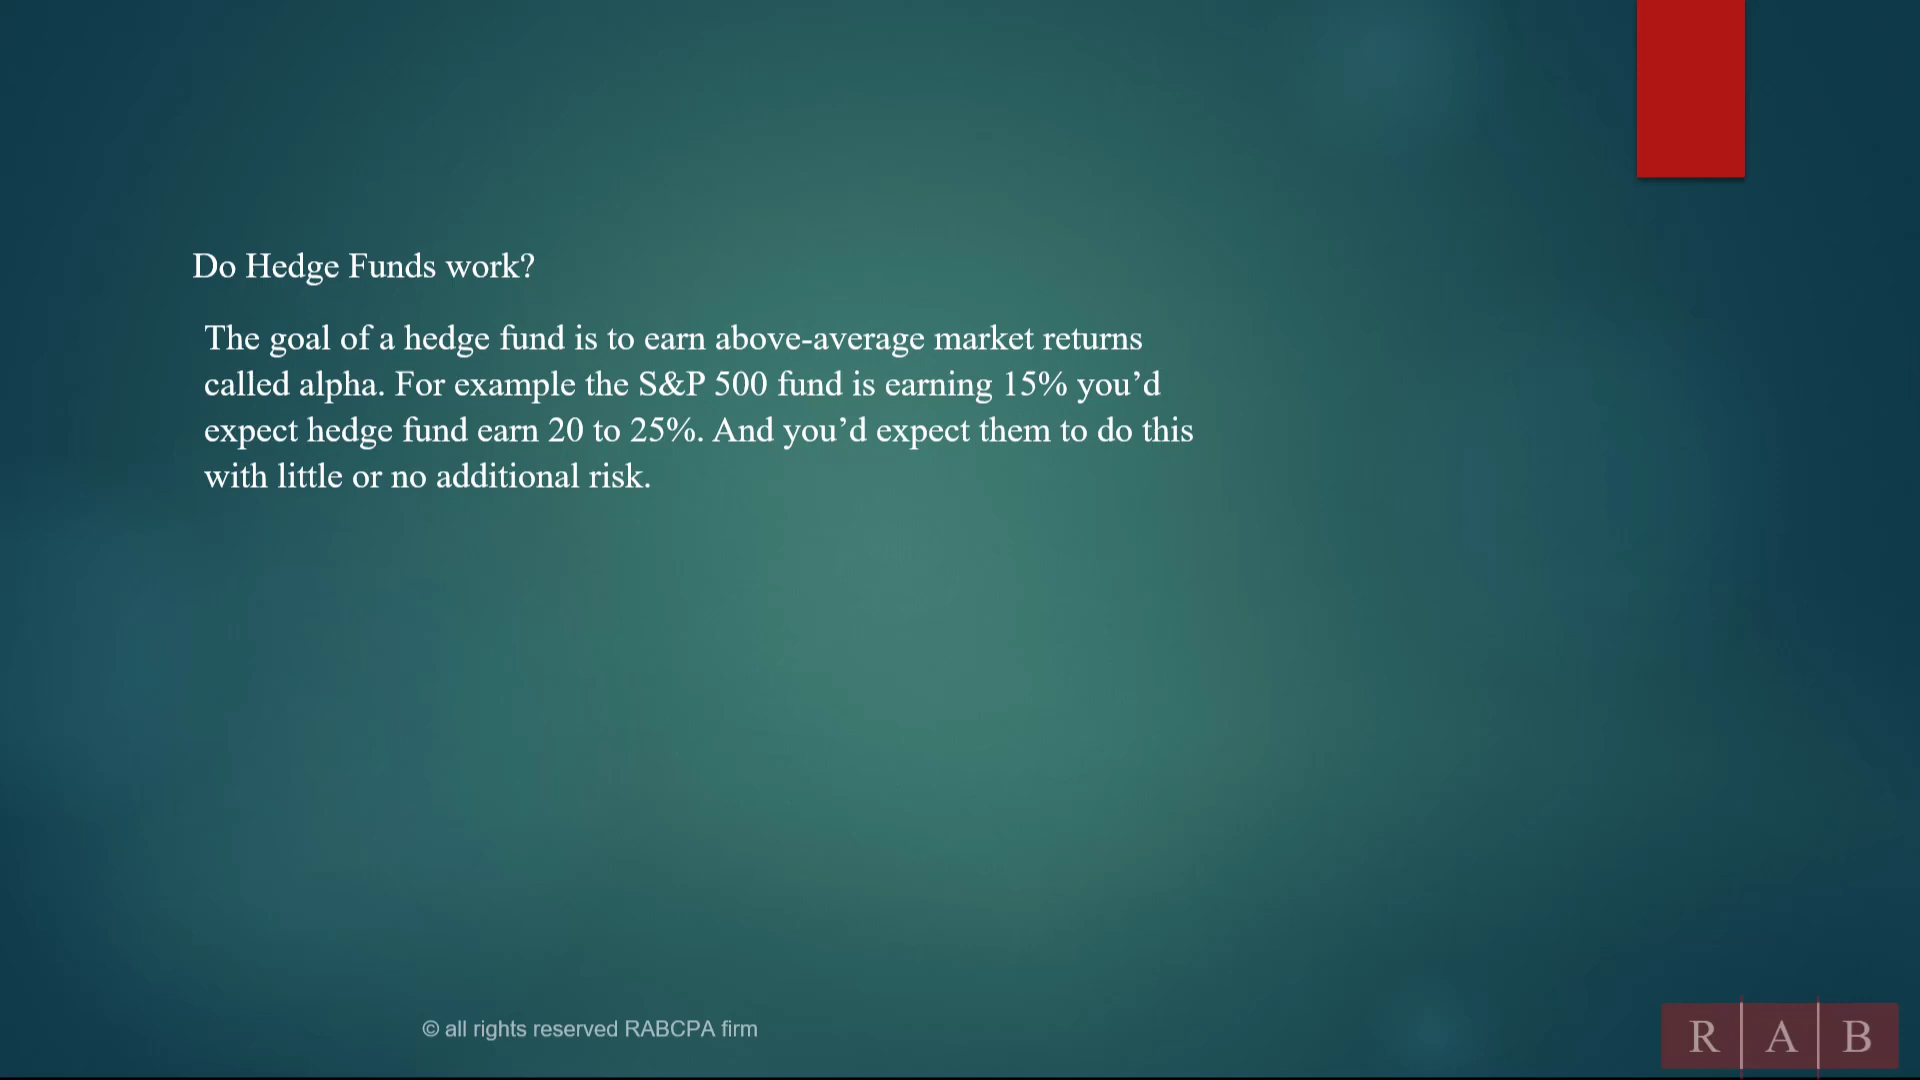 Do Hedge Funds work?
The goal of a hedge fund is to earn above-average market returns
called alpha. For example the S&P 500 fund is earning 15% you’d
expect hedge fund earn 20 to 25%. And you’d expect them to do this
with little or no additional risk.
© all rights reserved RABCPA firm
R A B